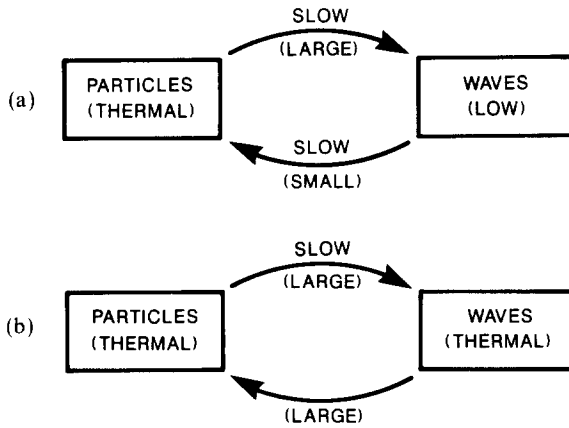 SLOW
(LARGE)
(a)
PARTICLES
(THERMAL)
WAVES
(LOW)
SLOW
(SMALL)
SLOW
(LARGE)
(b)
PARTICLES
(THERMAL)
WAVES
(THERMAL)
(LARGE)